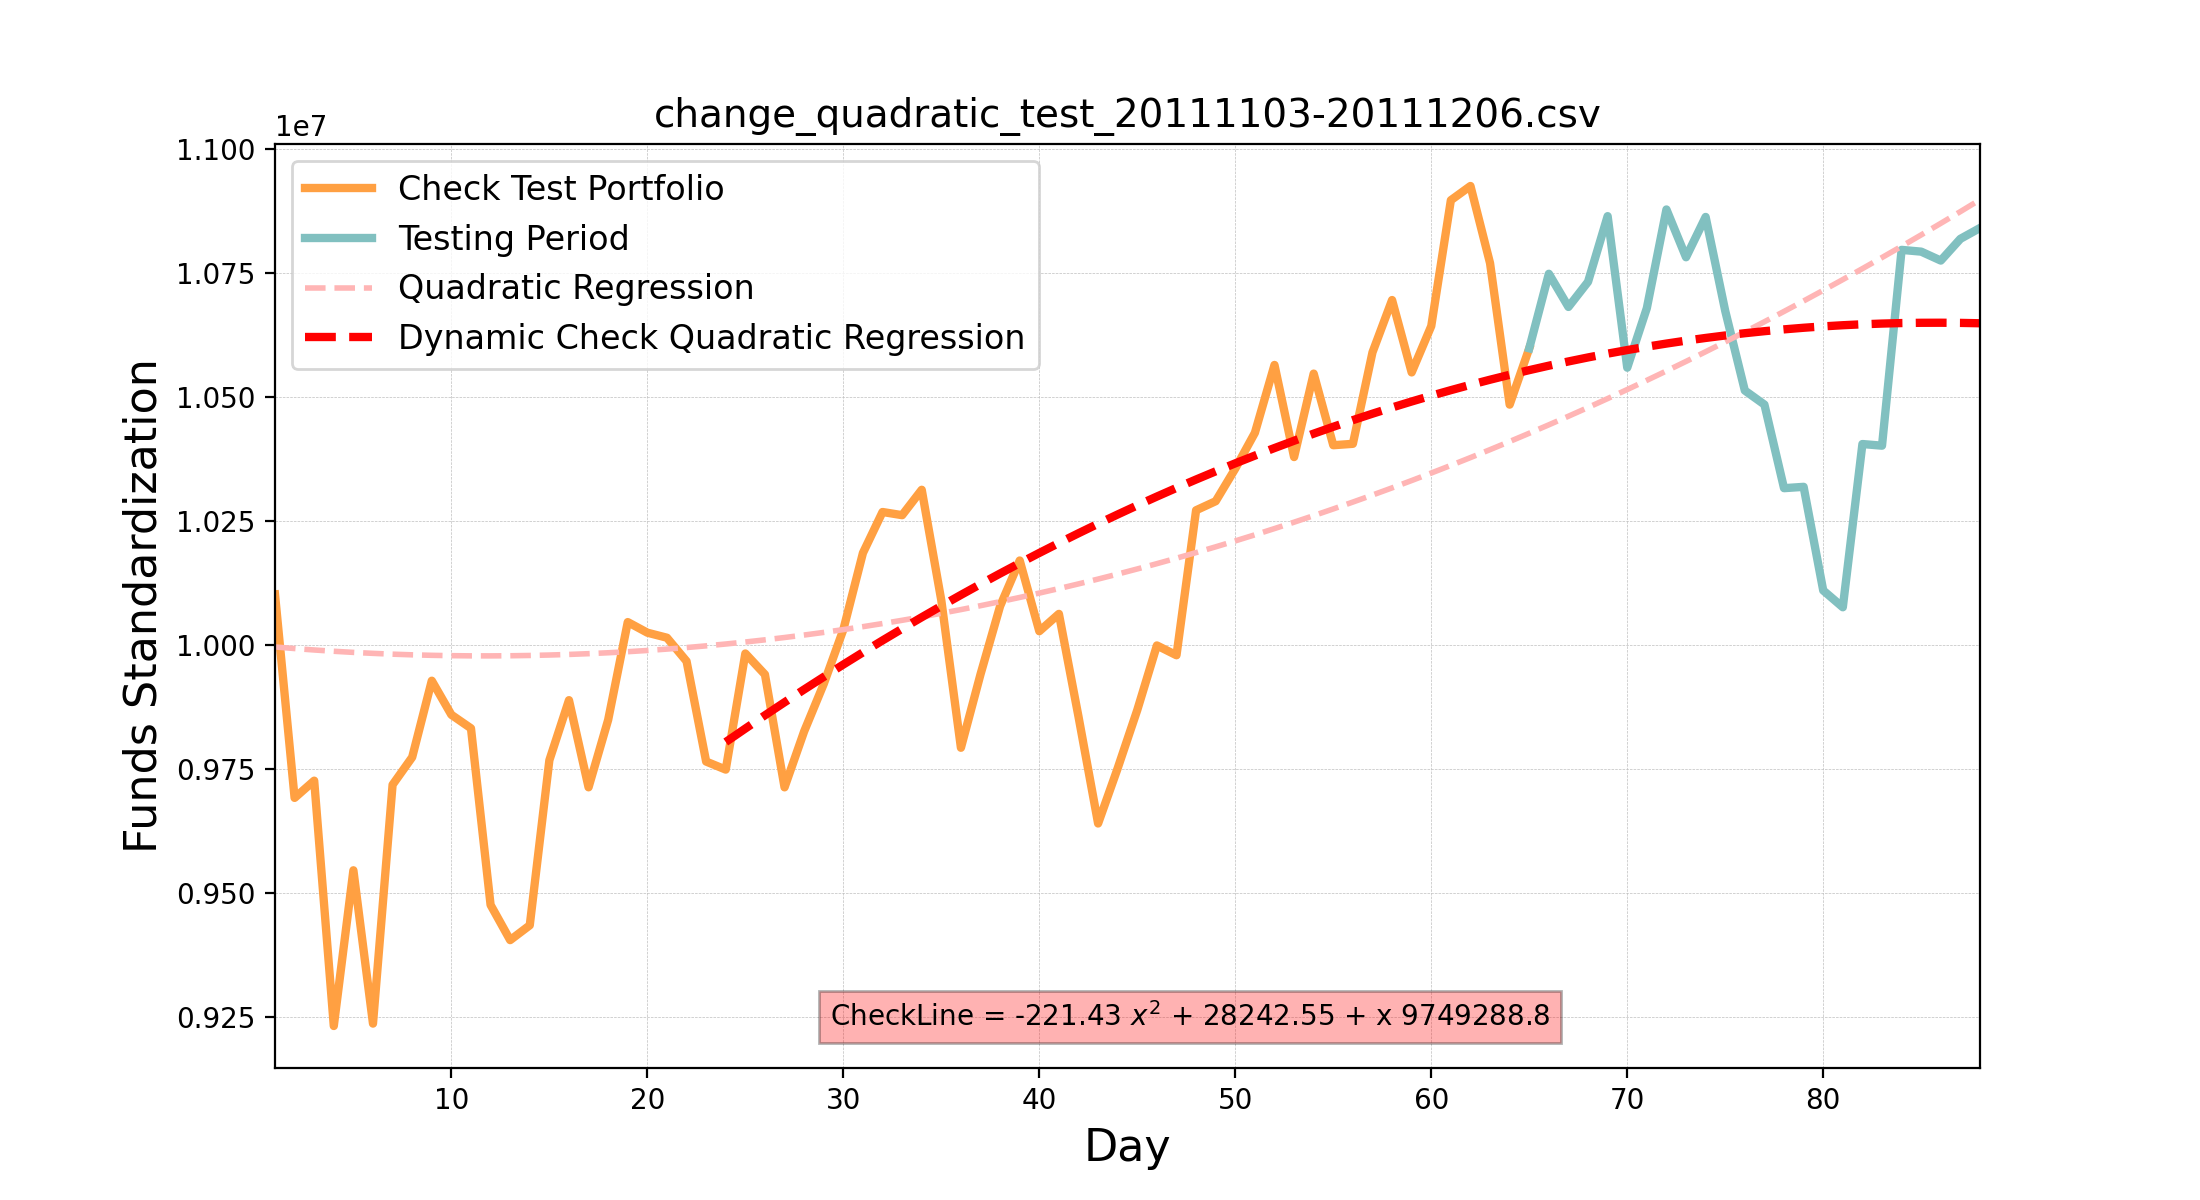 change_quadratic_test_20111103-20111206.csv
1e7
1.100
1.075
1.050
1.025
1.000
0.975
0.950
0.925
Funds Standardization
Check Test Portfolio
Testing Period
Quadratic Regression
Dynamic Check Quadratic Regression
CheckLine = -221.43 x² + 28242.55 + x 9749288.8
10 20 30 40 50 60 70 80
Day